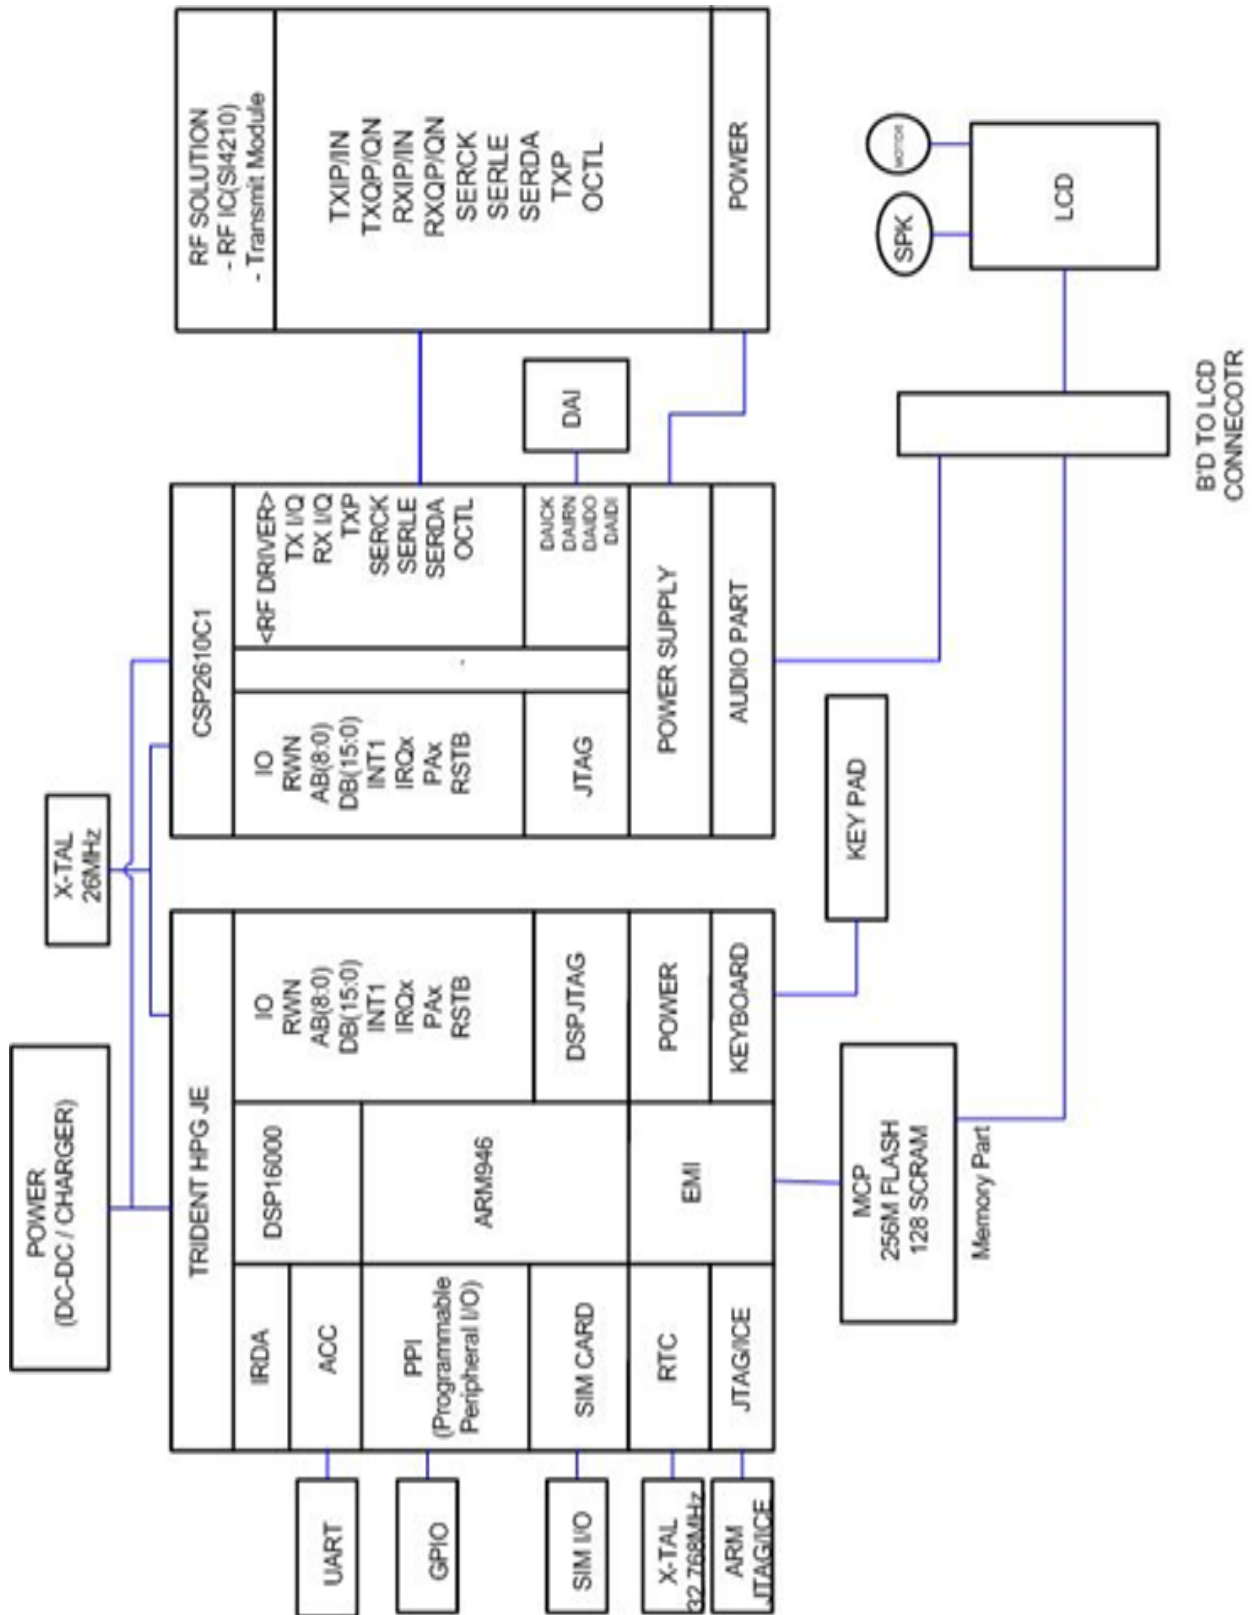 POWER
(DC-DC / CHARGER)
X-TAL
26MHz
TRIDENT HPG JE
IRDA
ACC
PPI
(Programmable
Peripheral I/O)
SIM CARD
RTC
JTAG/ICE
DSP16000
ARM946
EMI
IO
RWN
AB(8:0)
DB(15:0)
INT1
IRQx
PAx
RSTB
DSPJTAG
POWER
KEYBOARD
UART
GPIO
SIM I/O
X-TAL
32.768MHz
ARM
JTAG/ICE
CSP2610C1
IO
RWN
AB(8:0)
DB(15:0)
INT1
IRQx
PAx
RSTB
JTAG
<RF DRIVER>
TX I/Q
RX I/Q
TXP
SERCK
SERLE
SERDA
OCTL
DAICK
DAIRN
DAIDO
DAIDI
POWER SUPPLY
AUDIO PART
DAI
RF SOLUTION
- RF IC(SI4210)
- Transmit Module
TXIP/IN
TXQP/QN
RXIP/IN
RXQP/QN
SERCK
SERLE
SERDA
TXP
OCTL
POWER
MCP
256M FLASH
128 SCRAM
Memory Part
KEY PAD
SPK
MOTOR
LCD
B'D TO LCD
CONNECOTR